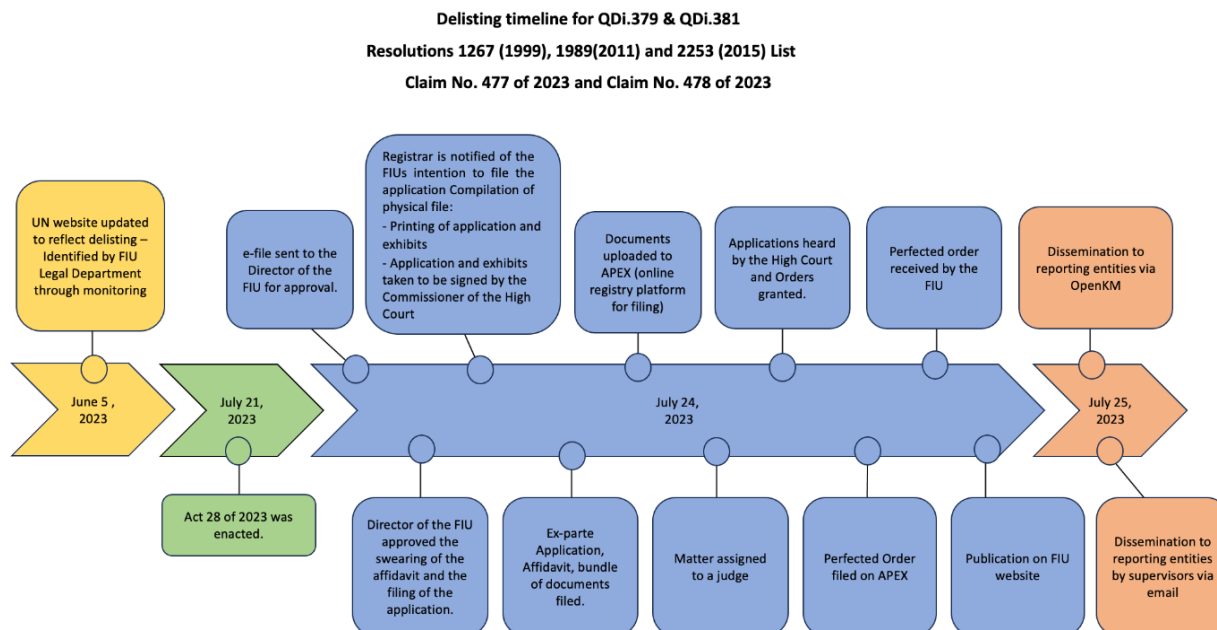 Delisting timeline for QDi.379 & QDi.381
Resolutions 1267 (1999), 1989(2011) and 2253 (2015) List
Claim No. 477 of 2023 and Claim No. 478 of 2023
UN website updated
to reflect delisting –
Identified by FIU
Legal Department
through monitoring
e-file sent to the
Director of the
FIU for approval.
Registrar is notified of the
FIUs intention to file the
application Compilation of
physical file:
- Printing of application and
exhibits
- Application and exhibits
taken to be signed by the
Commissioner of the High
Court
Documents
uploaded to
APEX (online
registry platform
for filing)
Applications heard
by the High Court
and Orders
granted.
Perfected order
received by the
FIU
Dissemination to
reporting entities via
OpenKM
June 5 ,
2023
July 21,
2023
July 24,
2023
July 25,
2023
Act 28 of 2023 was
enacted.
Director of the FIU
approved the
swearing of the
affidavit and the
filing of the
application.
Ex-parte
Application,
Affidavit, bundle
of documents
filed.
Matter assigned
to a judge
Perfected Order
filed on APEX
Publication on FIU
website
Dissemination to
reporting entities
by supervisors via
email